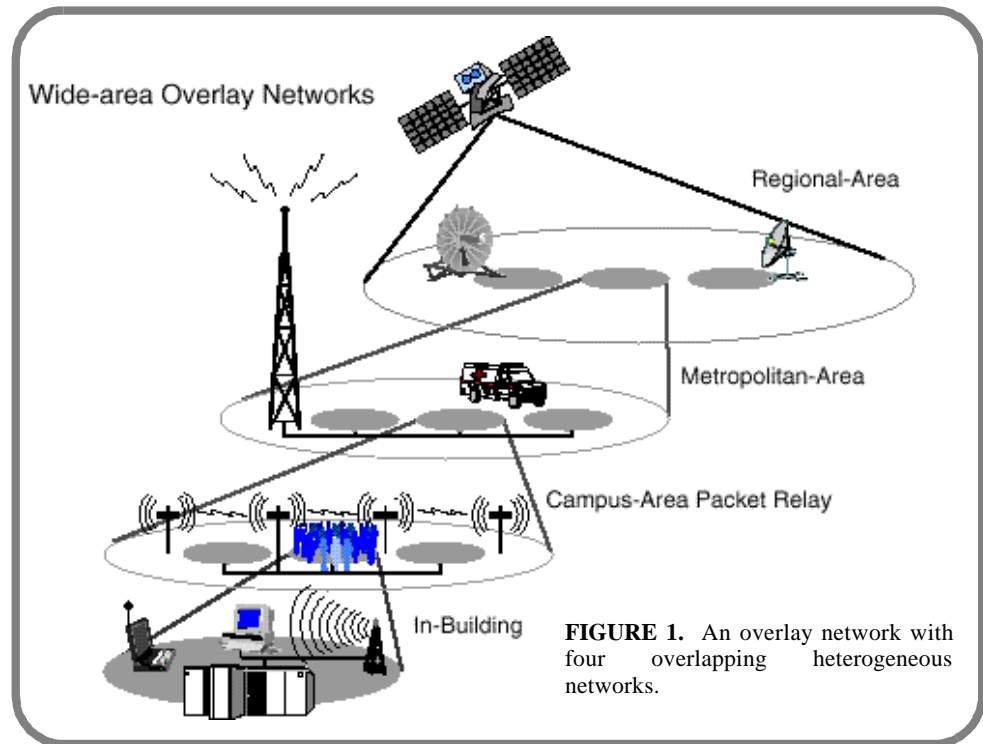 Wide-area Overlay Networks
Regional-Area
Metropolitan-Area
Campus-Area Packet Relay
In-Building
FIGURE 1. An overlay network with
four overlapping heterogeneous
networks.